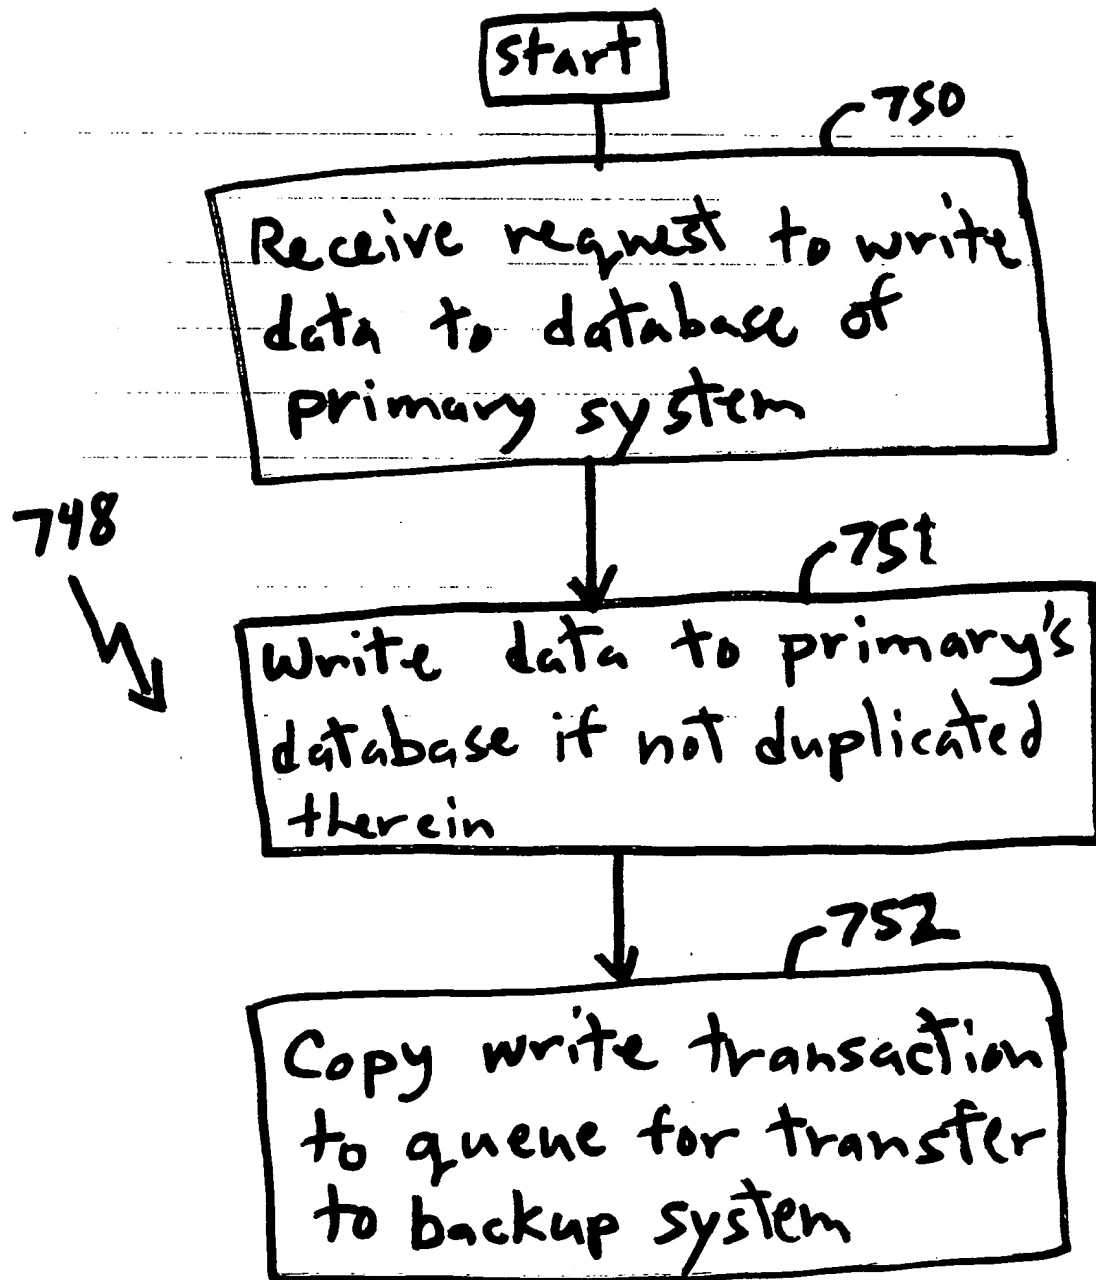 Start
750
Receive request to write
data to database of
primary system
748
751
Write data to primary's
database if not duplicated
therein
752
Copy write transaction
to queue for transfer
to backup system